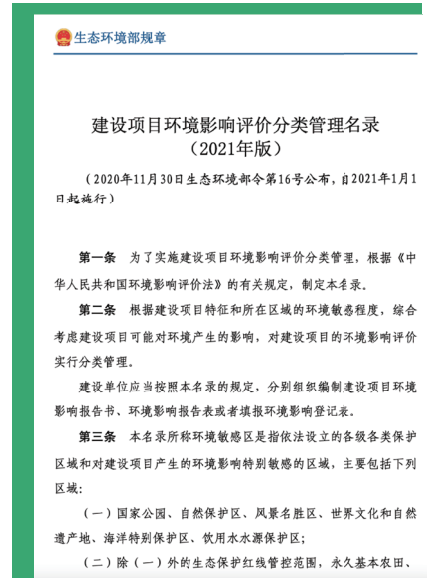 生态环境部规章
建设项目环境影响评价分类管理名录
（2021年版）
（2020年11月30日生态环境部令第16号公布，自2021年1月1
日起施行）
第一条　为了实施建设项目环境影响评价分类管理，根据《中
华人民共和国环境影响评价法》的有关规定，制定本名录。
第二条　根据建设项目特征和所在区域的环境敏感程度，综合
考虑建设项目可能对环境产生的影响，对建设项目的环境影响评价
实行分类管理。
建设单位应当按照本名录的规定，分别组织编制建设项目环境
影响报告书、环境影响报告表或者填报环境影响登记表。
第三条　本名录所称环境敏感区是指依法设立的各级各类保护
区域和对建设项目产生的环境影响特别敏感的区域，主要包括下列
区域：
（一）国家公园、自然保护区、风景名胜区、世界文化和自然
遗产地、海洋特别保护区、饮用水水源保护区；
（二）除（一）外的生态保护红线管控范围，永久基本农田、